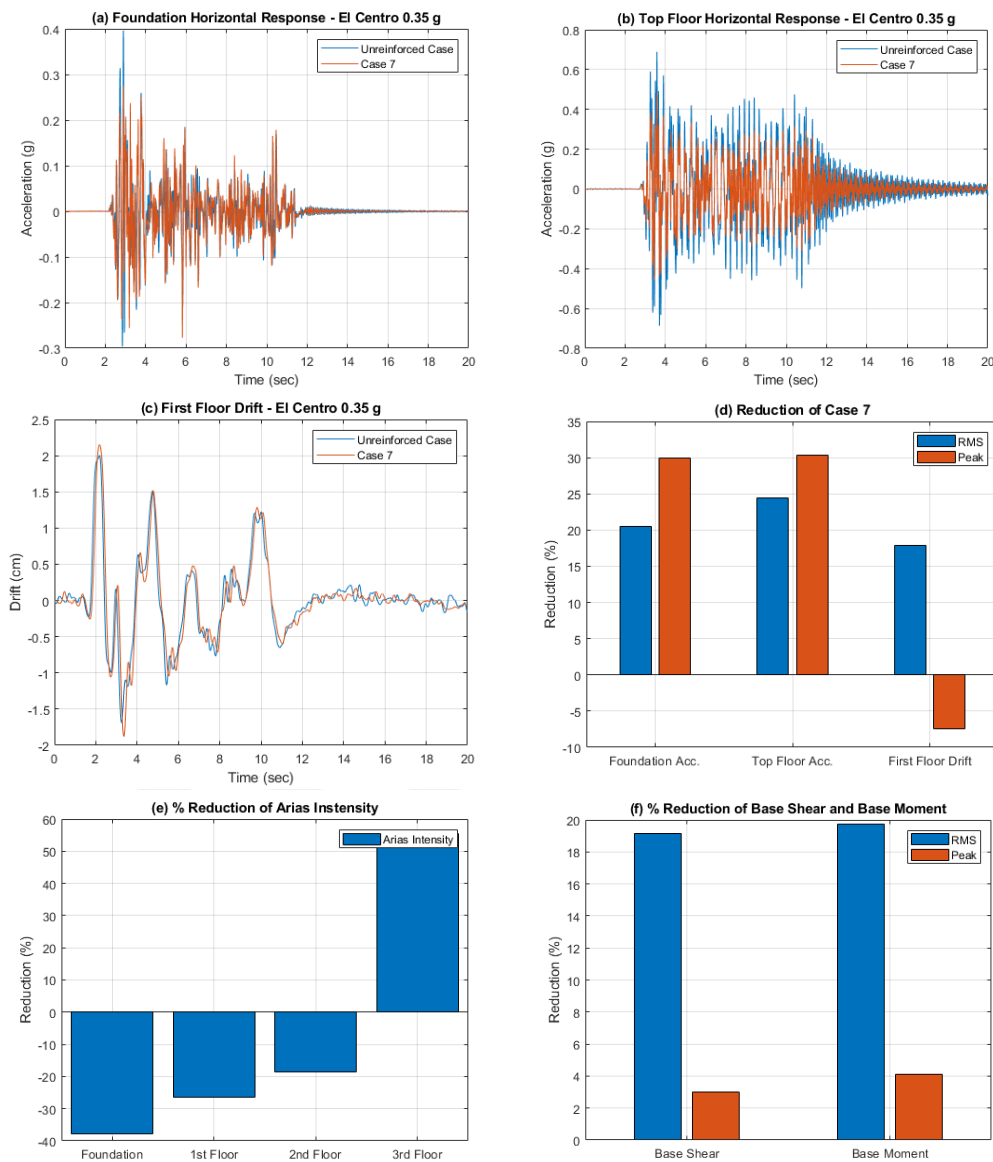 (a) Foundation Horizontal Response - El Centro 0.35 g
Acceleration (g)
0.4
0.3
0.2
0.1
0
-0.1
-0.2
-0.3
Unreinforced Case
Case 7
0 2 4 6 8 10 12 14 16 18 20
Time (sec)
(b) Top Floor Horizontal Response - El Centro 0.35 g
Acceleration (g)
0.8
0.6
0.4
0.2
0
-0.2
-0.4
-0.6
-0.8
Unreinforced Case
Case 7
0 2 4 6 8 10 12 14 16 18 20
Time (sec)
(c) First Floor Drift - El Centro 0.35 g
Drift (cm)
2.5
2
1.5
1
0.5
0
-0.5
-1
-1.5
-2
Unreinforced Case
Case 7
0 2 4 6 8 10 12 14 16 18 20
Time (sec)
(d) Reduction of Case 7
Reduction (%)
35
30
25
20
15
10
5
0
-5
-10
RMS
Peak
Foundation Acc. Top Floor Acc. First Floor Drift
(e) % Reduction of Arias Instensity
Reduction (%)
60
50
40
30
20
10
0
-10
-20
-30
-40
Arias Intensity
Foundation 1st Floor 2nd Floor 3rd Floor
(f) % Reduction of Base Shear and Base Moment
Reduction (%)
20
18
16
14
12
10
8
6
4
2
0
RMS
Peak
Base Shear Base Moment